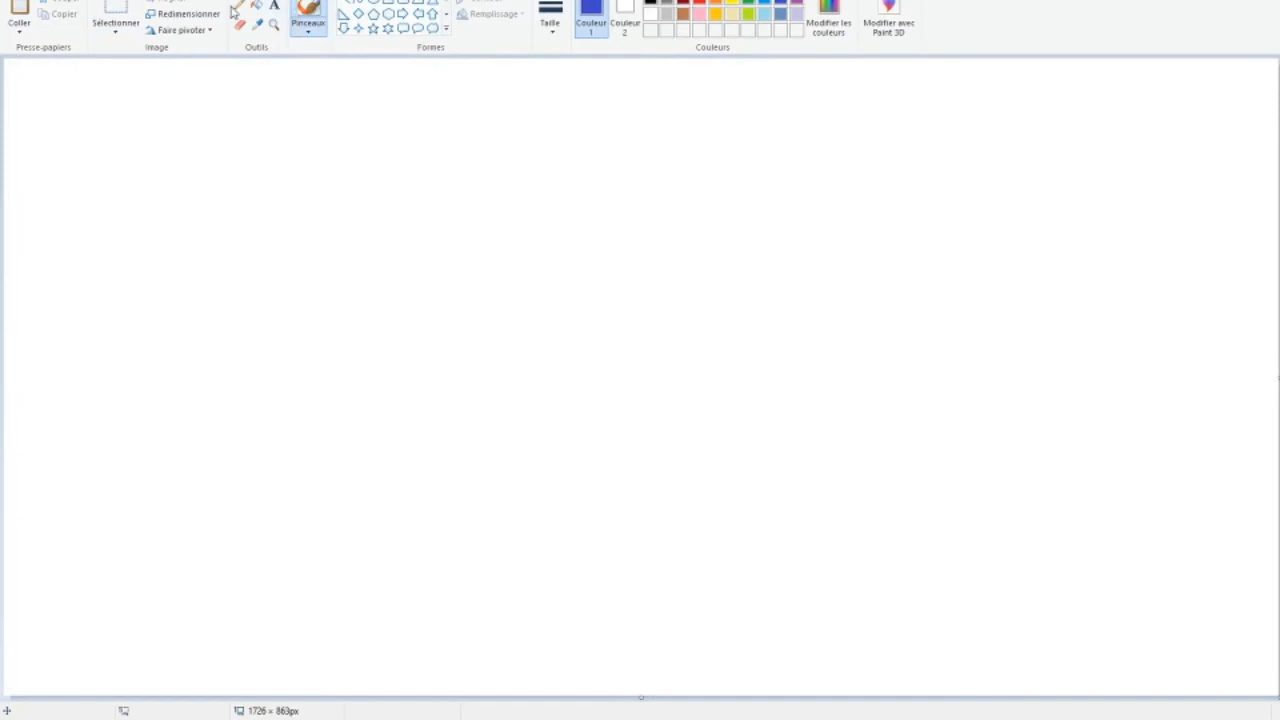 Redimensionner
Coller Copier Sélectionner Faire pivoter Pinceaux Remplissage Taille Couleur 1 Couleur 2 Modifier les couleurs Modifier avec Paint 3D
Presse-papiers Image Outils Formes Couleurs
1726 × 863px